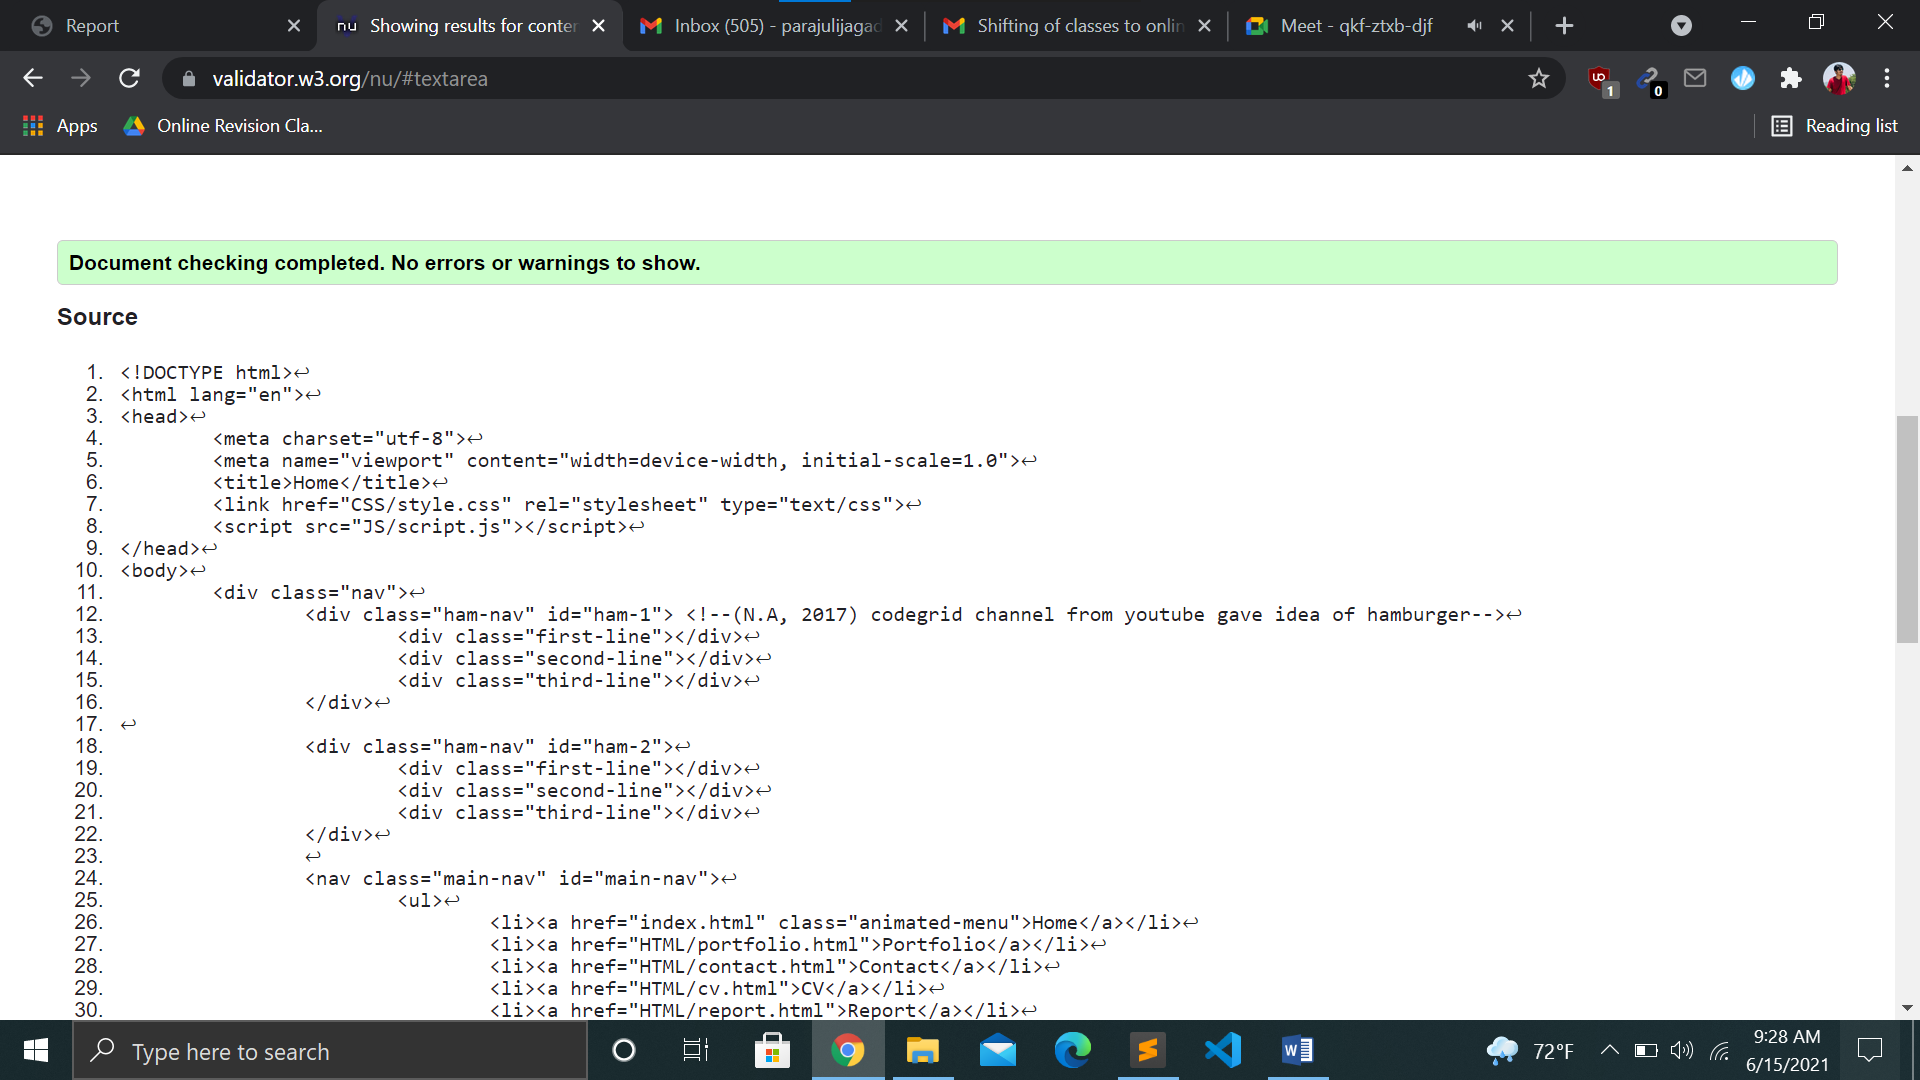 Report
nu Showing results for conten
Inbox (505) - parajulijagad
Shifting of classes to onlin
Meet - qkf-ztxb-djf
validator.w3.org/nu/#textarea
1
0
Apps
Online Revision Cla...
Reading list
Document checking completed. No errors or warnings to show.
Source
1. <!DOCTYPE html>↩
2. <html lang="en">↩
3. <head>↩
4. <meta charset="utf-8">↩
5. <meta name="viewport" content="width=device-width, initial-scale=1.0">↩
6. <title>Home</title>↩
7. <link href="CSS/style.css" rel="stylesheet" type="text/css">↩
8. <script src="JS/script.js"></script>↩
9. </head>↩
10. <body>↩
11. <div class="nav">↩
12. <div class="ham-nav" id="ham-1"> <!--(N.A, 2017) codegrid channel from youtube gave idea of hamburger-->↩
13. <div class="first-line"></div>↩
14. <div class="second-line"></div>↩
15. <div class="third-line"></div>↩
16. </div>↩
17. ↩
18. <div class="ham-nav" id="ham-2">↩
19. <div class="first-line"></div>↩
20. <div class="second-line"></div>↩
21. <div class="third-line"></div>↩
22. </div>↩
23. ↩
24. <nav class="main-nav" id="main-nav">↩
25. <ul>↩
26. <li><a href="index.html" class="animated-menu">Home</a></li>↩
27. <li><a href="HTML/portfolio.html">Portfolio</a></li>↩
28. <li><a href="HTML/contact.html">Contact</a></li>↩
29. <li><a href="HTML/cv.html">CV</a></li>↩
30. <li><a href="HTML/report.html">Report</a></li>↩
Type here to search
72°F
9:28 AM
6/15/2021